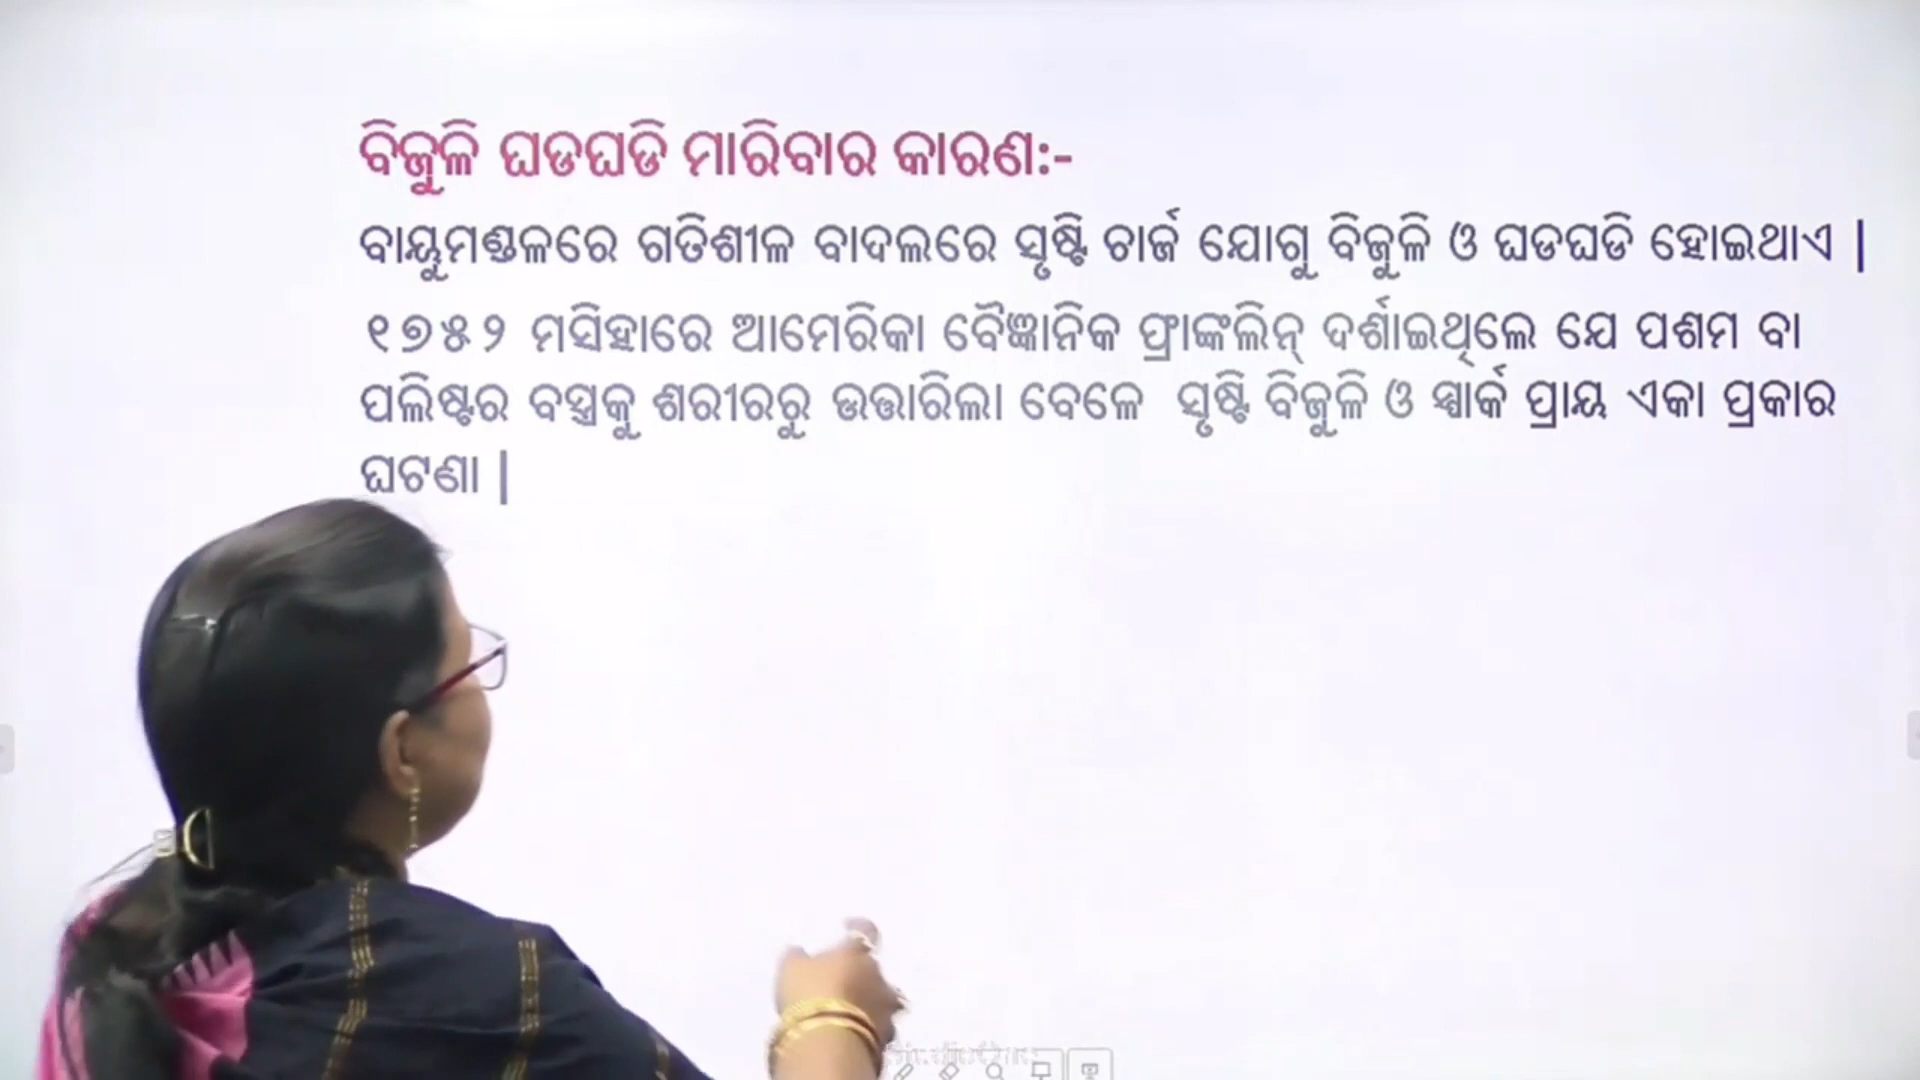 ବିଜୁଳି ଘଡଘଡି ମାରିବାର କାରଣ:-
ବାୟୁମଣ୍ଡଳରେ ଗତିଶୀଳ ବାଦଲରେ ସୃଷ୍ଟି ଚାର୍ଜ ଯୋଗୁ ବିଜୁଳି ଓ ଘଡଘଡି ହୋଇଥାଏ |
୧୭୫୨ ମସିହାରେ ଆମେରିକା ବୈଜ୍ଞାନିକ ଫ୍ରାଙ୍କଲିନ୍ ଦର୍ଶାଇଥିଲେ ଯେ ପଶମ ବା
ପଲିଷ୍ଟର ବସ୍ତ୍ରକୁ ଶରୀରରୁ ଉତ୍ତାରିଲା ବେଳେ ସୃଷ୍ଟି ବିଜୁଳି ଓ ସ୍ପାର୍କ ପ୍ରାୟ ଏକା ପ୍ରକାର
ଘଟଣା |